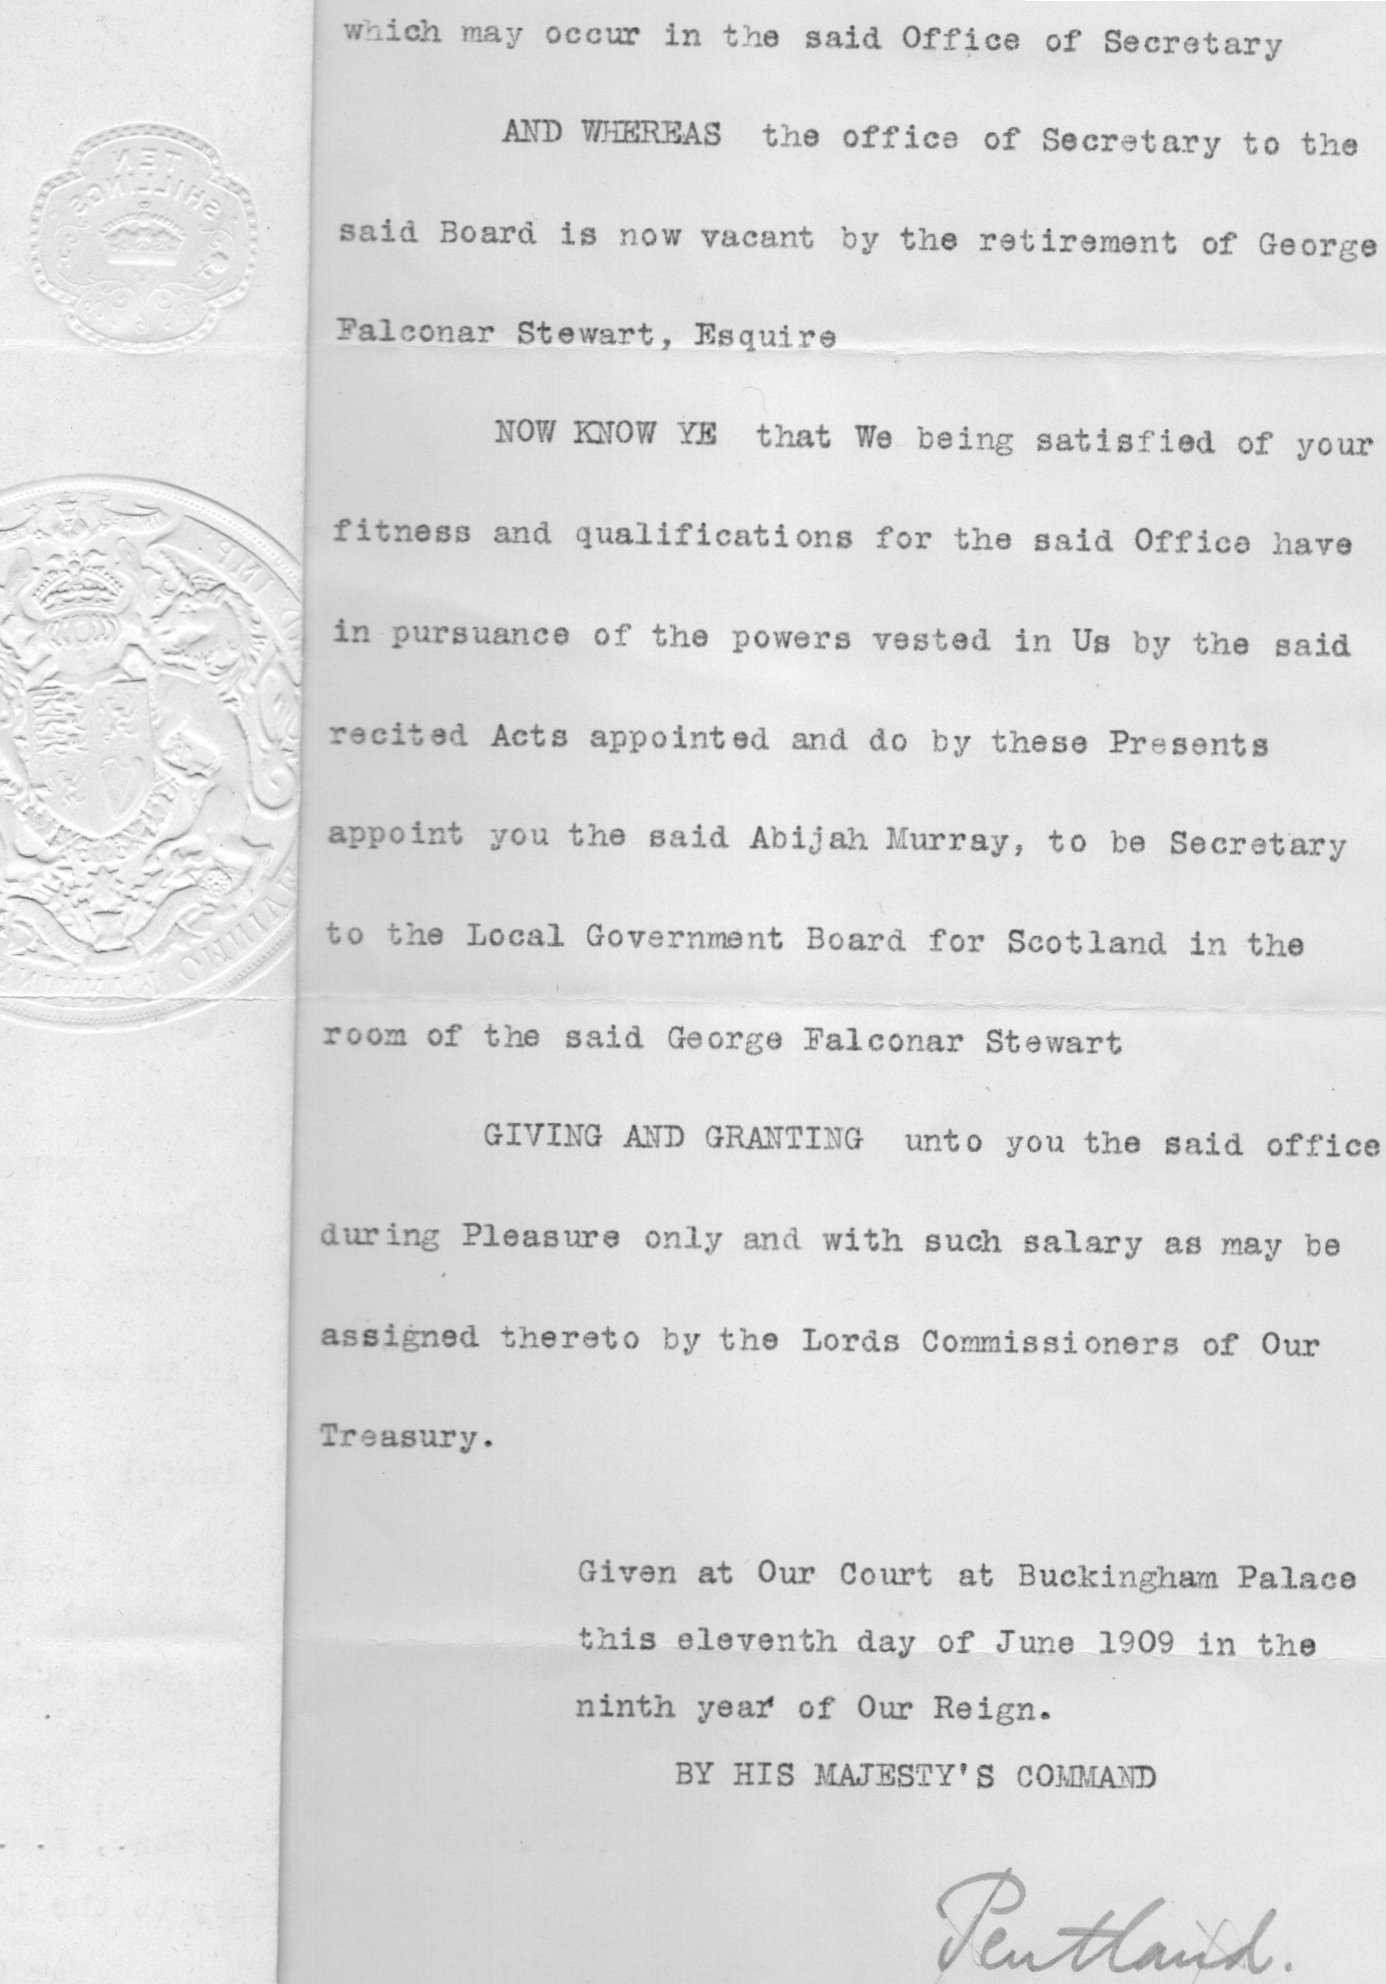 which may occur in the said Office of Secretary
AND WHEREAS the office of Secretary to the
said Board is now vacant by the retirement of George
Falconar Stewart, Esquire
NOW KNOW YE that We being satisfied of your
fitness and qualifications for the said Office have
in pursuance of the powers vested in Us by the said
recited Acts appointed and do by these Presents
appoint you the said Abijah Murray, to be Secretary
to the Local Government Board for Scotland in the
room of the said George Falconar Stewart
GIVING AND GRANTING unto you the said office
during Pleasure only and with such salary as may be
assigned thereto by the Lords Commissioners of Our
Treasury.
Given at Our Court at Buckingham Palace
this eleventh day of June 1909 in the
ninth year of Our Reign.
BY HIS MAJESTY'S COMMAND
Pentland.
TEN
SHILLINGS